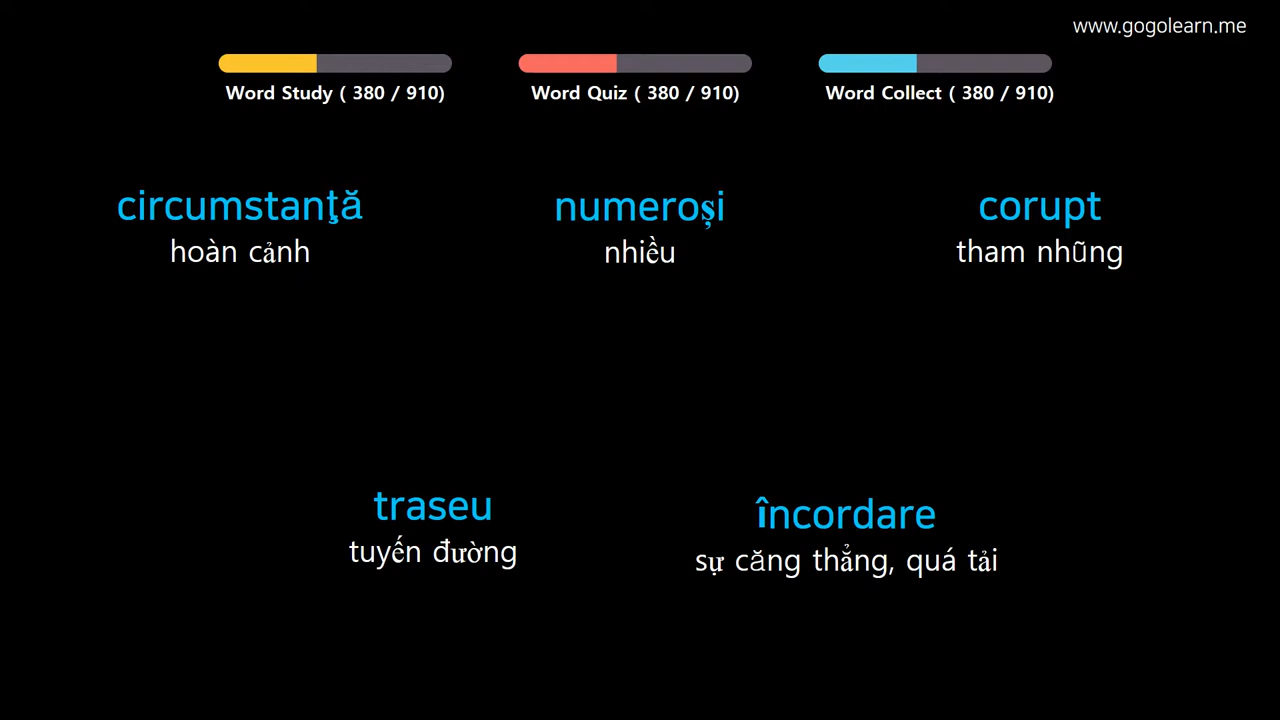 www.gogolearn.me
Word Study ( 380 / 910)
Word Quiz ( 380 / 910)
Word Collect ( 380 / 910)
circumstanţă
hoàn cảnh
numeroși
nhiều
corupt
tham nhũng
traseu
tuyến đường
încordare
sự căng thẳng, quá tải